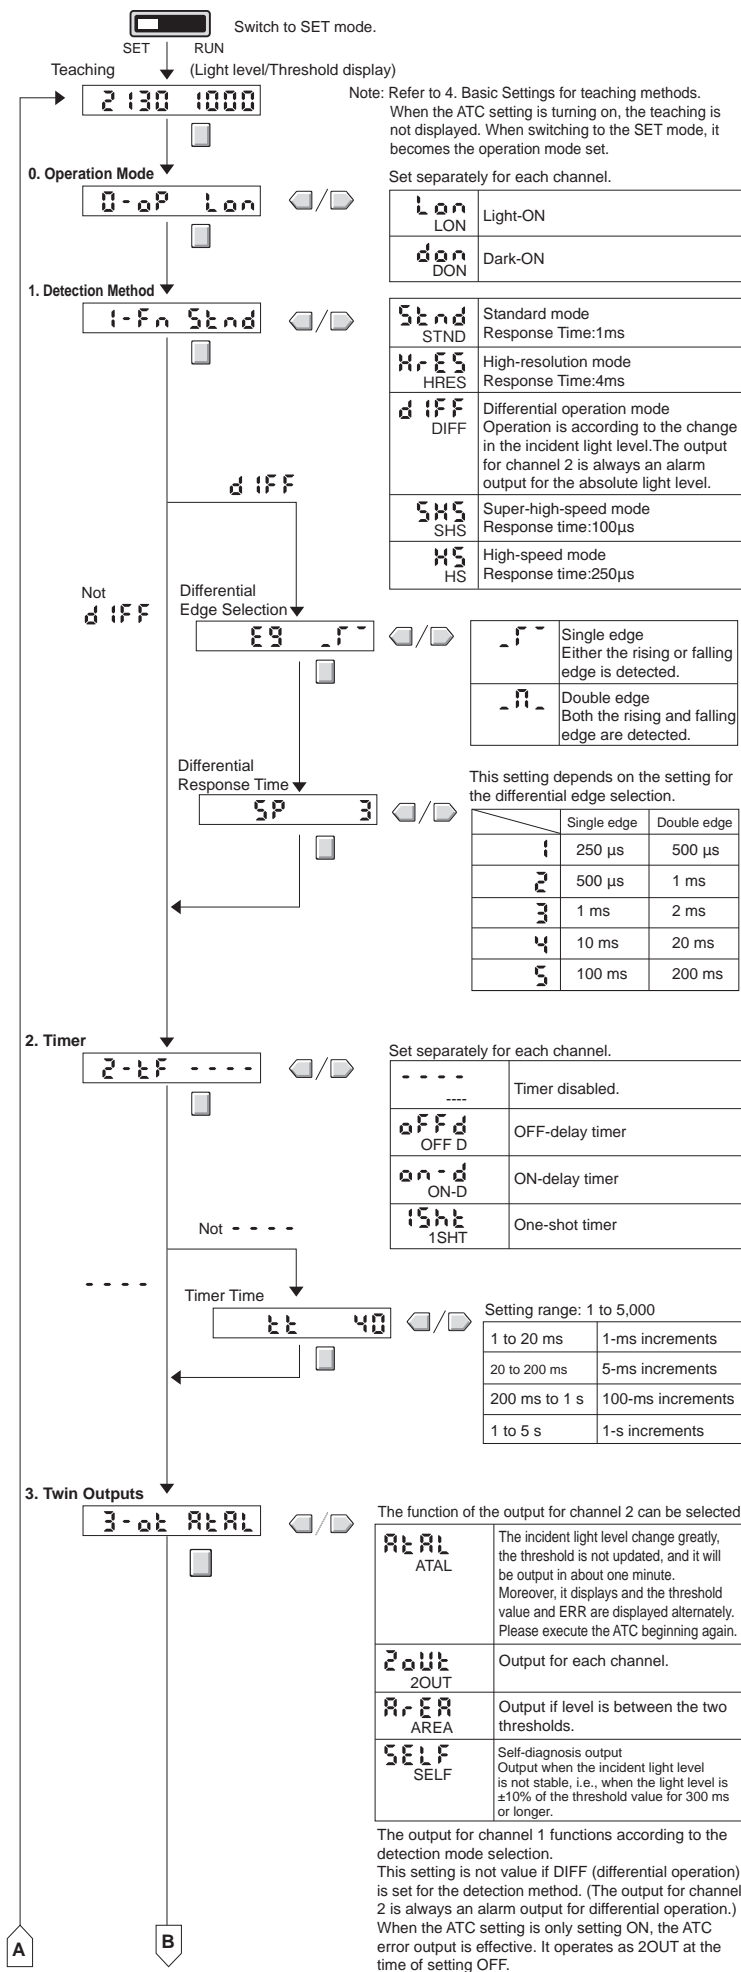 Switch to SET mode.
SET RUN
Teaching (Light level/Threshold display)
2130 1000
Note: Refer to 4. Basic Settings for teaching methods.
When the ATC setting is turning on, the teaching is
not displayed. When switching to the SET mode, it
becomes the operation mode set.
0. Operation Mode
Set separately for each channel.
0-oP Lon
Lon
LON
Light-ON
don
DON
Dark-ON
1. Detection Method
1-Fn Stnd
Stnd
STND
Standard mode
Response Time:1ms
HrES
HRES
High-resolution mode
Response Time:4ms
dIFF
DIFF
Differential operation mode
Operation is according to the change
in the incident light level.The output
for channel 2 is always an alarm
output for the absolute light level.
SHS
SHS
Super-high-speed mode
Response time:100µs
HS
HS
High-speed mode
Response time:250µs
dIFF
Not
dIFF
Differential
Edge Selection
Eg
Single edge
Either the rising or falling
edge is detected.
Double edge
Both the rising and falling
edge are detected.
Differential
Response Time
SP 3
This setting depends on the setting for
the differential edge selection.
Single edge Double edge
1 250 µs 500 µs
2 500 µs 1 ms
3 1 ms 2 ms
4 10 ms 20 ms
5 100 ms 200 ms
2. Timer
2-tF ----
Set separately for each channel.
- - - -
----
Timer disabled.
oFFd
OFF D
OFF-delay timer
on-d
ON-D
ON-delay timer
1Sht
1SHT
One-shot timer
Not - - - -
- - - -
Timer Time
tt 40
Setting range: 1 to 5,000
1 to 20 ms 1-ms increments
20 to 200 ms 5-ms increments
200 ms to 1 s 100-ms increments
1 to 5 s 1-s increments
3. Twin Outputs
3-ot AtAL
The function of the output for channel 2 can be selected
AtAL
ATAL
The incident light level change greatly,
the threshold is not updated, and it will
be output in about one minute.
Moreover, it displays and the threshold
value and ERR are displayed alternately.
Please execute the ATC beginning again.
2oUt
2OUT
Output for each channel.
ArEA
AREA
Output if level is between the two
thresholds.
SELF
SELF
Self-diagnosis output
Output when the incident light level
is not stable, i.e., when the light level is
±10% of the threshold value for 300 ms
or longer.
The output for channel 1 functions according to the
detection mode selection.
This setting is not value if DIFF (differential operation)
is set for the detection method. (The output for channel
2 is always an alarm output for differential operation.)
When the ATC setting is only setting ON, the ATC
error output is effective. It operates as 2OUT at the
time of setting OFF.
A B